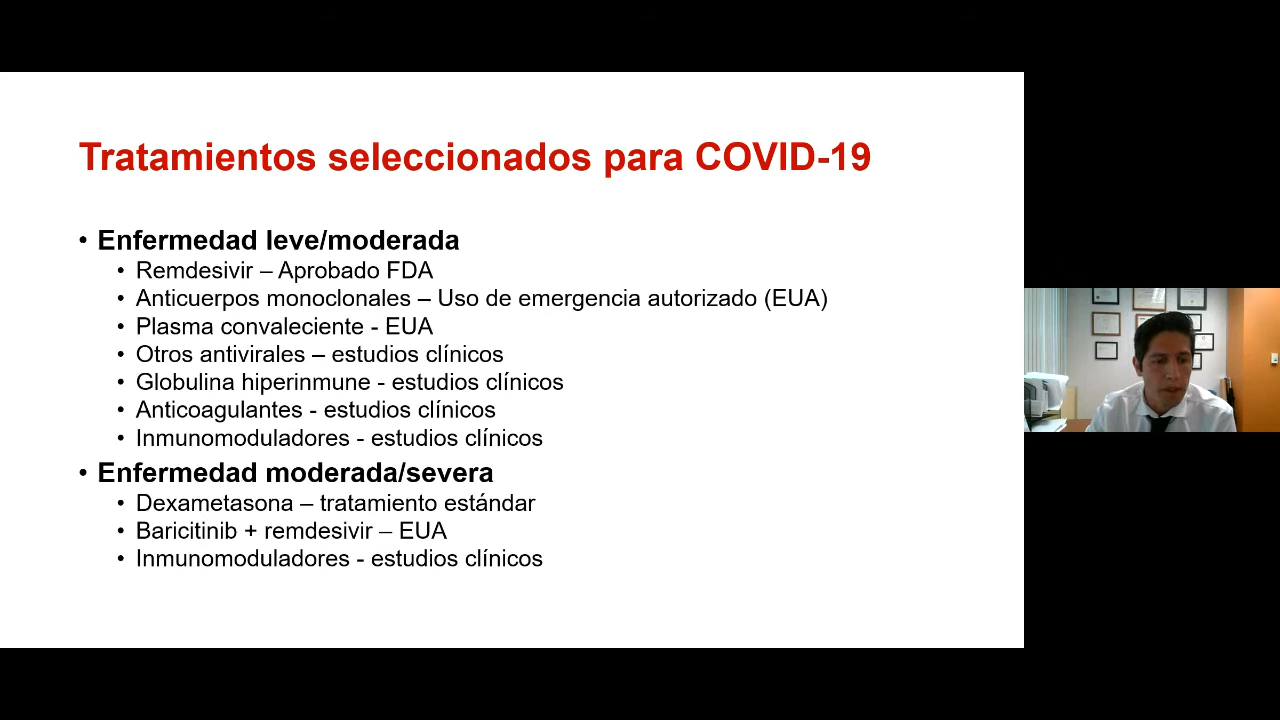 Tratamientos seleccionados para COVID-19
• Enfermedad leve/moderada
• Remdesivir – Aprobado FDA
• Anticuerpos monoclonales – Uso de emergencia autorizado (EUA)
• Plasma convaleciente - EUA
• Otros antivirales – estudios clínicos
• Globulina hiperinmune - estudios clínicos
• Anticoagulantes - estudios clínicos
• Inmunomoduladores - estudios clínicos
• Enfermedad moderada/severa
• Dexametasona – tratamiento estándar
• Baricitinib + remdesivir – EUA
• Inmunomoduladores - estudios clínicos